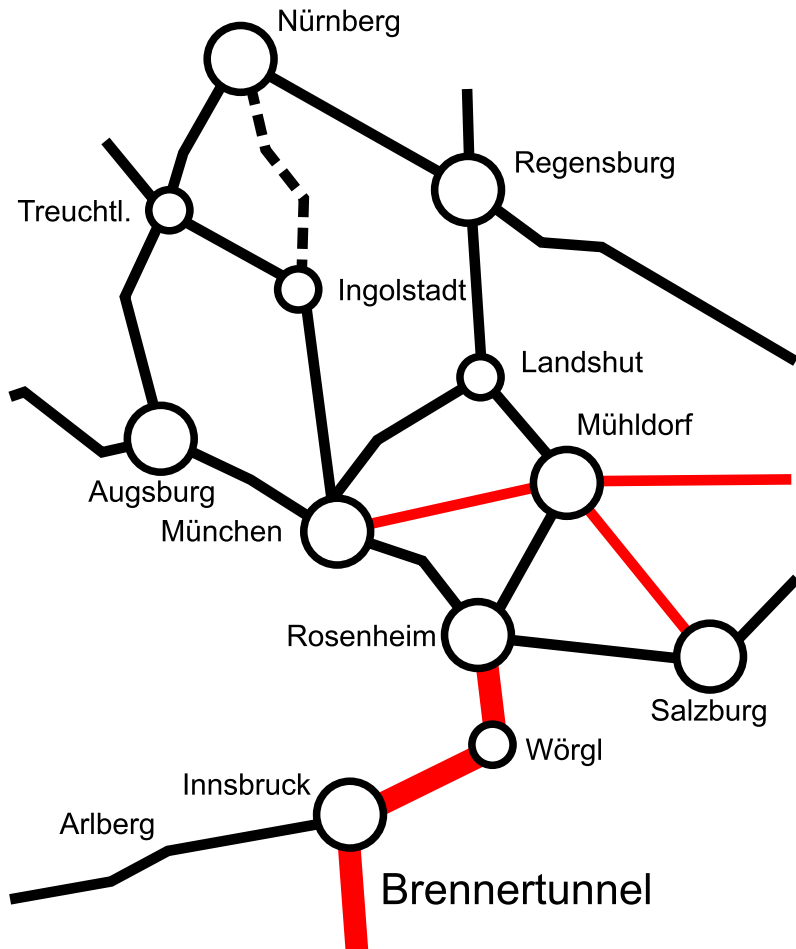 Nürnberg
Regensburg
Treuchtl.
Ingolstadt
Landshut
Mühldorf
Augsburg
München
Rosenheim
Salzburg
Wörgl
Innsbruck
Arlberg
Brennertunnel